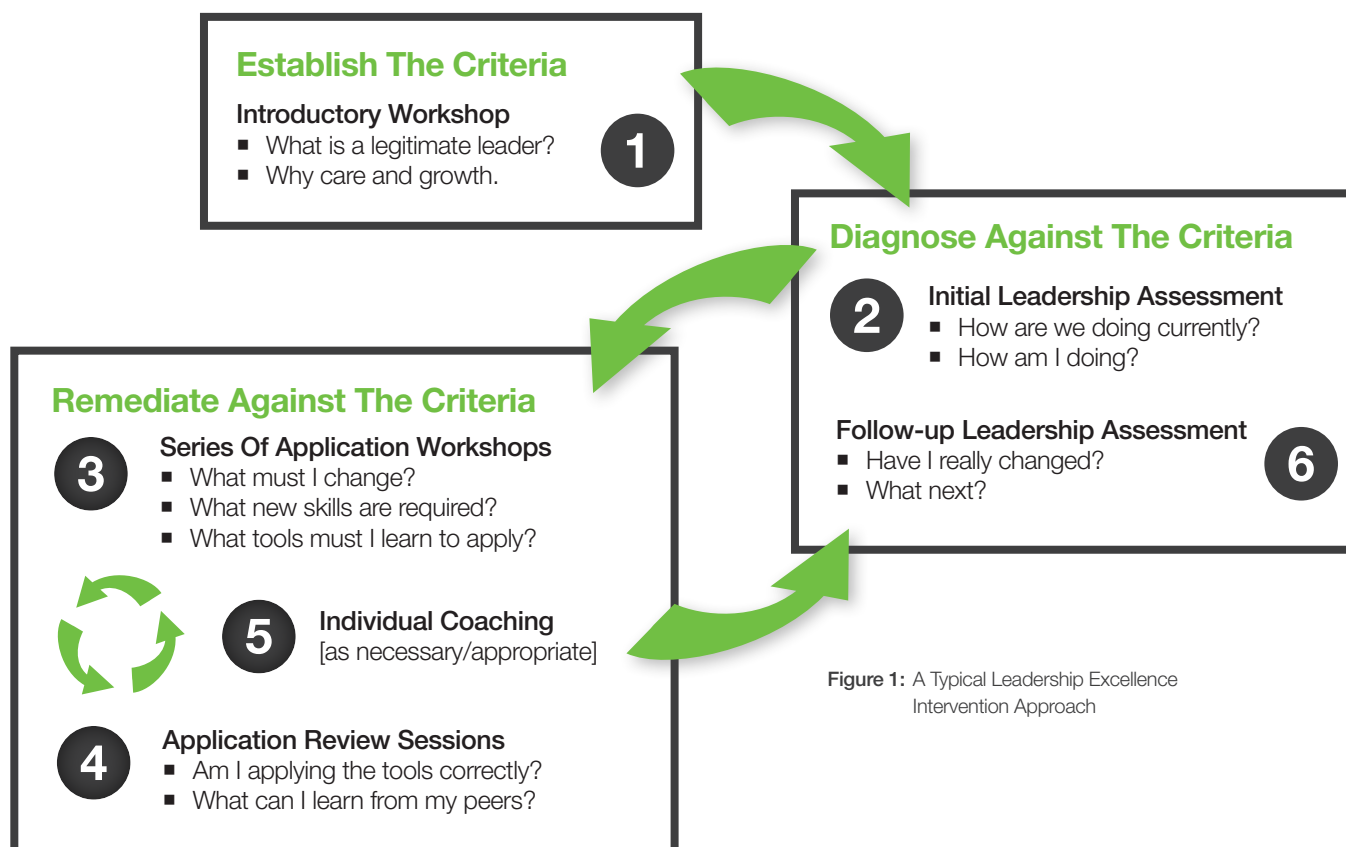 Establish The Criteria
Introductory Workshop
■ What is a legitimate leader?
■ Why care and growth.
1
Diagnose Against The Criteria
2
Initial Leadership Assessment
■ How are we doing currently?
■ How am I doing?
Follow-up Leadership Assessment
■ Have I really changed?
■ What next?
6
Remediate Against The Criteria
3
Series Of Application Workshops
■ What must I change?
■ What new skills are required?
■ What tools must I learn to apply?
5
Individual Coaching
[as necessary/appropriate]
4
Application Review Sessions
■ Am I applying the tools correctly?
■ What can I learn from my peers?
Figure 1: A Typical Leadership Excellence
Intervention Approach